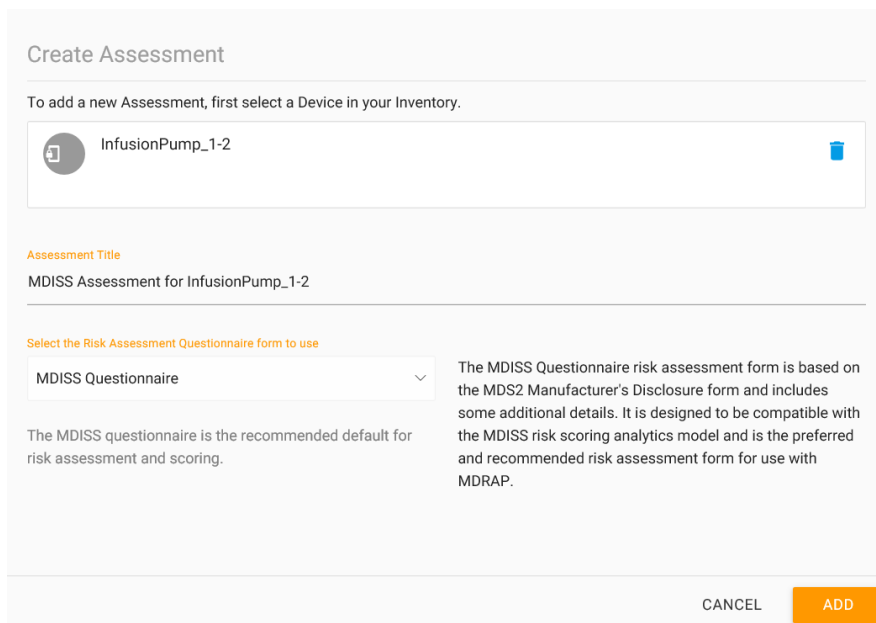 Create Assessment
To add a new Assessment, first select a Device in your Inventory.
InfusionPump_1-2
Assessment Title
MDISS Assessment for InfusionPump_1-2
Select the Risk Assessment Questionnaire form to use
MDISS Questionnaire
The MDISS questionnaire is the recommended default for
risk assessment and scoring.
The MDISS Questionnaire risk assessment form is based on
the MDS2 Manufacturer's Disclosure form and includes
some additional details. It is designed to be compatible with
the MDISS risk scoring analytics model and is the preferred
and recommended risk assessment form for use with
MDRAP.
CANCEL
ADD